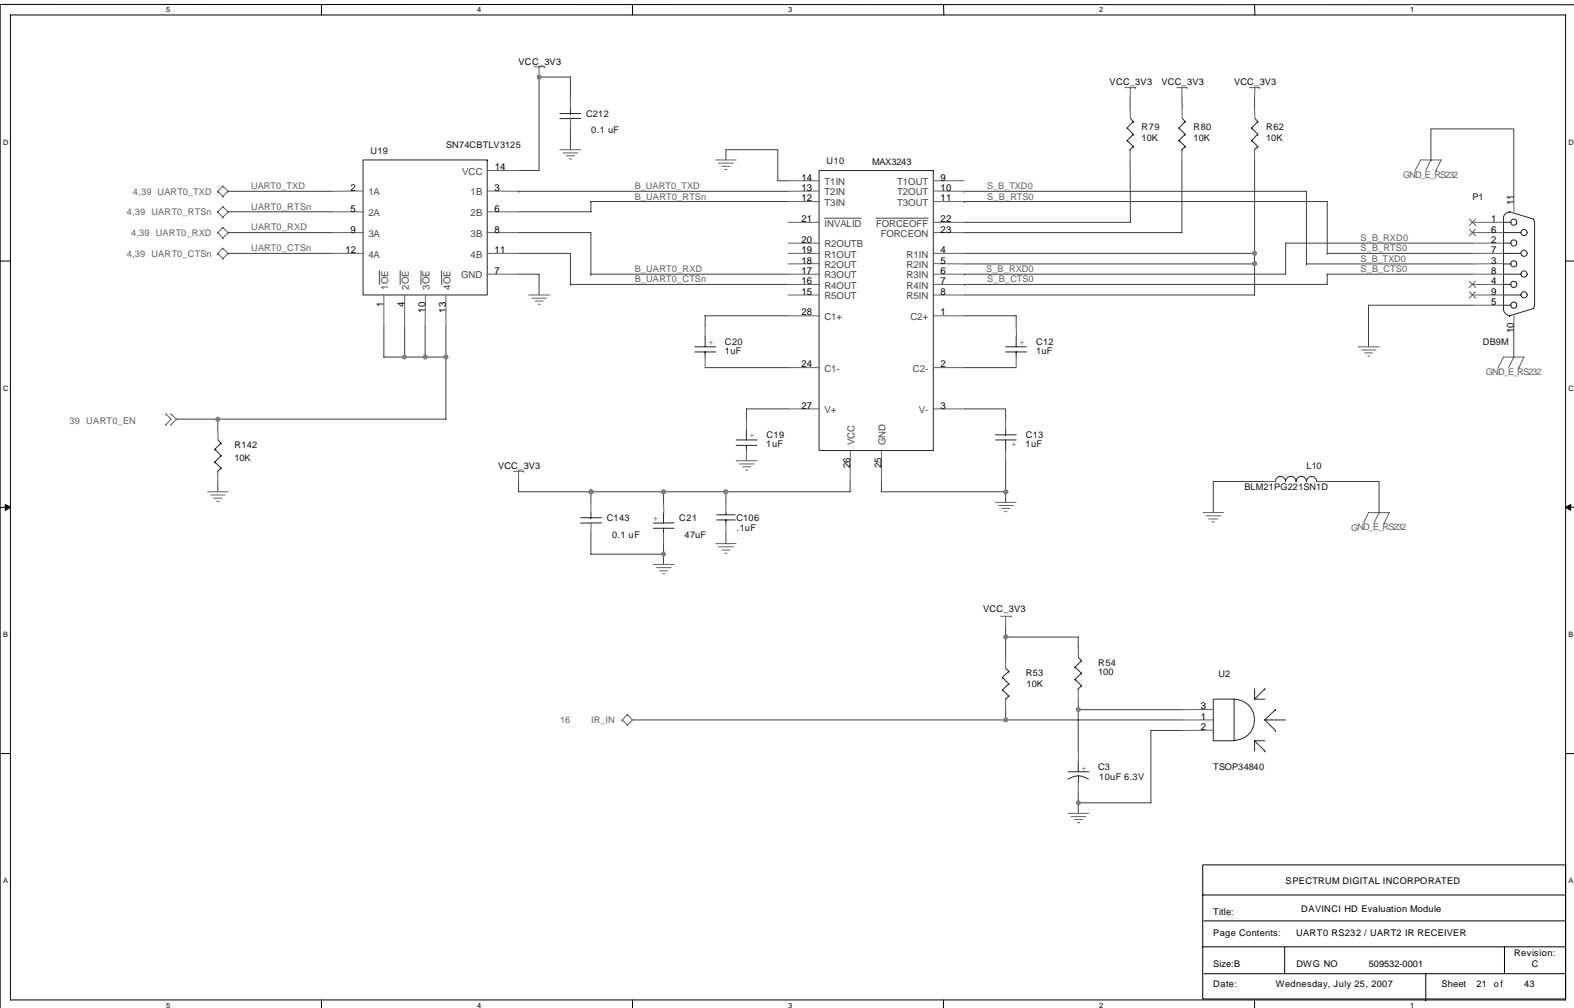 5 4 3 2 1
D
C
B
A
VCC_3V3
C212
0.1 uF
U19
SN74CBTLV3125
4,39 UART0_TXD UART0_TXD 2 1A
4,39 UART0_RTSn UART0_RTSn 5 2A
4,39 UART0_RXD UART0_RXD 9 3A
4,39 UART0_CTSn UART0_CTSn 12 4A
VCC 14
1B 3
2B 6
3B 8
4B 11
GND 7
1OE 2OE 3OE 4OE
1 4 10 13
39 UART0_EN
R142
10K
B_UART0_TXD
B_UART0_RTSn
B_UART0_RXD
B_UART0_CTSn
U10 MAX3243
14 T1IN T1OUT 9
13 T2IN T2OUT 10
12 T3IN T3OUT 11
21 INVALID FORCEOFF 22
FORCEON 23
20 R2OUTB
19 R1OUT R1IN 4
18 R2OUT R2IN 5
17 R3OUT R3IN 6
16 R4OUT R4IN 7
15 R5OUT R5IN 8
28 C1+ C2+ 1
24 C1- C2- 2
27 V+ V- 3
VCC GND
26 25
C20
1uF
C12
1uF
C19
1uF
C13
1uF
VCC_3V3
C143
0.1 uF
C21
47uF
C106
.1uF
VCC_3V3 VCC_3V3 VCC_3V3
R79
10K
R80
10K
R62
10K
S_B_TXD0
S_B_RTS0
S_B_RXD0
S_B_CTS0
S_B_RXD0
S_B_RTS0
S_B_TXD0
S_B_CTS0
GND_E_RS232
P1
11
1
6
2
7
3
8
4
9
5
10
DB9M
GND_E_RS232
L10
BLM21PG221SN1D
GND_E_RS232
VCC_3V3
R53
10K
R54
100
U2
16 IR_IN
3
1
2
TSOP34840
C3
10uF 6.3V
SPECTRUM DIGITAL INCORPORATED
Title: DAVINCI HD Evaluation Module
Page Contents: UART0 RS232 / UART2 IR RECEIVER
Size:B DWG NO 509532-0001 Revision: C
Date: Wednesday, July 25, 2007 Sheet 21 of 43
5 4 3 2 1
D
C
B
A